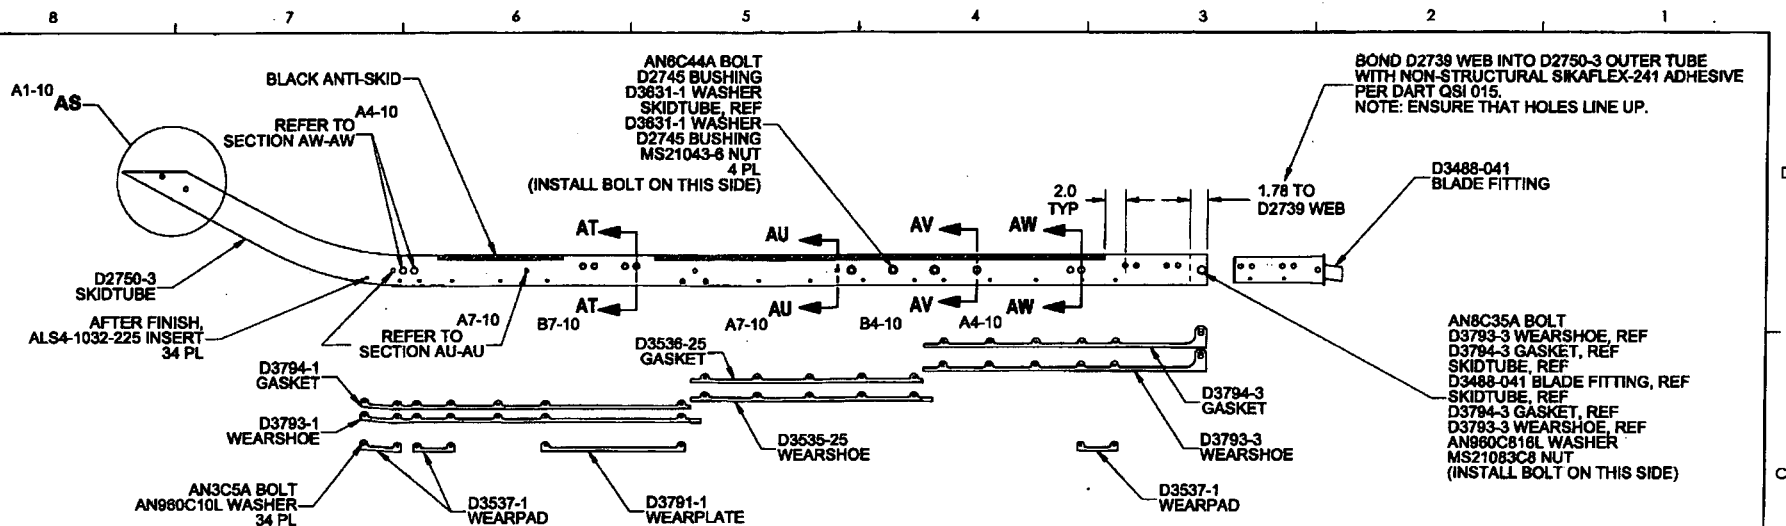 8 7 6 5 4 3 2 1
A1-10
AS
BLACK ANTI-SKID
A4-10
REFER TO
SECTION AW-AW
AN6C44A BOLT
D2745 BUSHING
D3631-1 WASHER
SKIDTUBE, REF
D3631-1 WASHER
D2745 BUSHING
MS21043-6 NUT
4 PL
(INSTALL BOLT ON THIS SIDE)
BOND D2739 WEB INTO D2750-3 OUTER TUBE
WITH NON-STRUCTURAL SIKAFLEX-241 ADHESIVE
PER DART QSI 015.
NOTE: ENSURE THAT HOLES LINE UP.
D3488-041
BLADE FITTING
2.0
TYP
1.78 TO
D2739 WEB
AT
AU
AV
AW
D2750-3
SKIDTUBE
AFTER FINISH,
ALS4-1032-225 INSERT
34 PL
A7-10
REFER TO
SECTION AU-AU
AT
B7-10
AU
A7-10
AV
B4-10
AW
A4-10
D3794-1
GASKET
D3793-1
WEARSHOE
AN3C5A BOLT
AN960C10L WASHER
34 PL
D3537-1
WEARPAD
D3791-1
WEARPLATE
D3536-25
GASKET
D3535-25
WEARSHOE
D3794-3
GASKET
D3793-3
WEARSHOE
D3537-1
WEARPAD
AN8C35A BOLT
D3793-3 WEARSHOE, REF
D3794-3 GASKET, REF
SKIDTUBE, REF
D3488-041 BLADE FITTING, REF
SKIDTUBE, REF
D3794-3 GASKET, REF
D3793-3 WEARSHOE, REF
AN960C816L WASHER
MS21083C8 NUT
(INSTALL BOLT ON THIS SIDE)
C